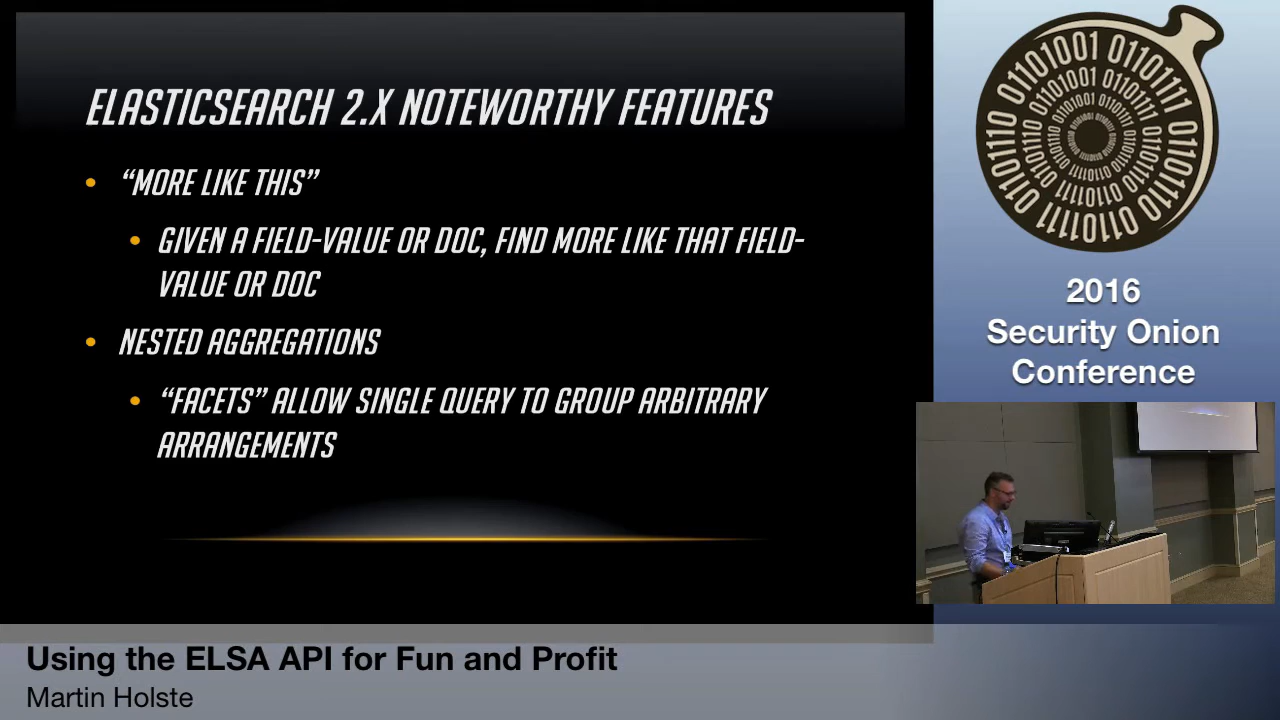 ELASTICSEARCH 2.X NOTEWORTHY FEATURES
• “MORE LIKE THIS”
• GIVEN A FIELD-VALUE OR DOC, FIND MORE LIKE THAT FIELD-
VALUE OR DOC
• NESTED AGGREGATIONS
• “FACETS” ALLOW SINGLE QUERY TO GROUP ARBITRARY
ARRANGEMENTS
2016
Security Onion
Conference
Using the ELSA API for Fun and Profit
Martin Holste